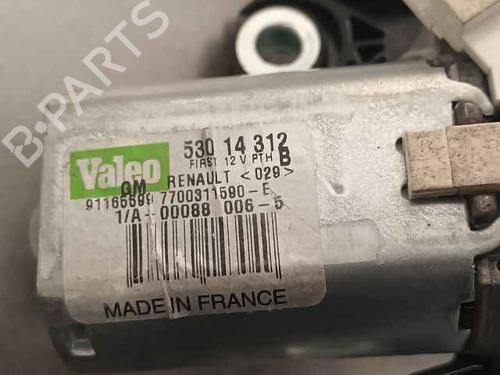 B-PARTS
Valeo
530 14 312
FIRST 12 V PTH B
GM RENAULT <029>
91165699 7700311590-E
1/A--00088 006-5
MADE IN FRANCE